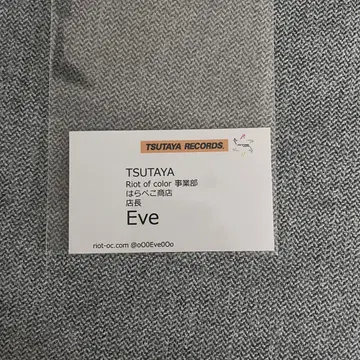 TSUTAYA RECORDS.
TSUTAYA
Riot of color 事業部
はらぺこ商店
店長
Eve
riot-oc.com @oO0Eve0Oo